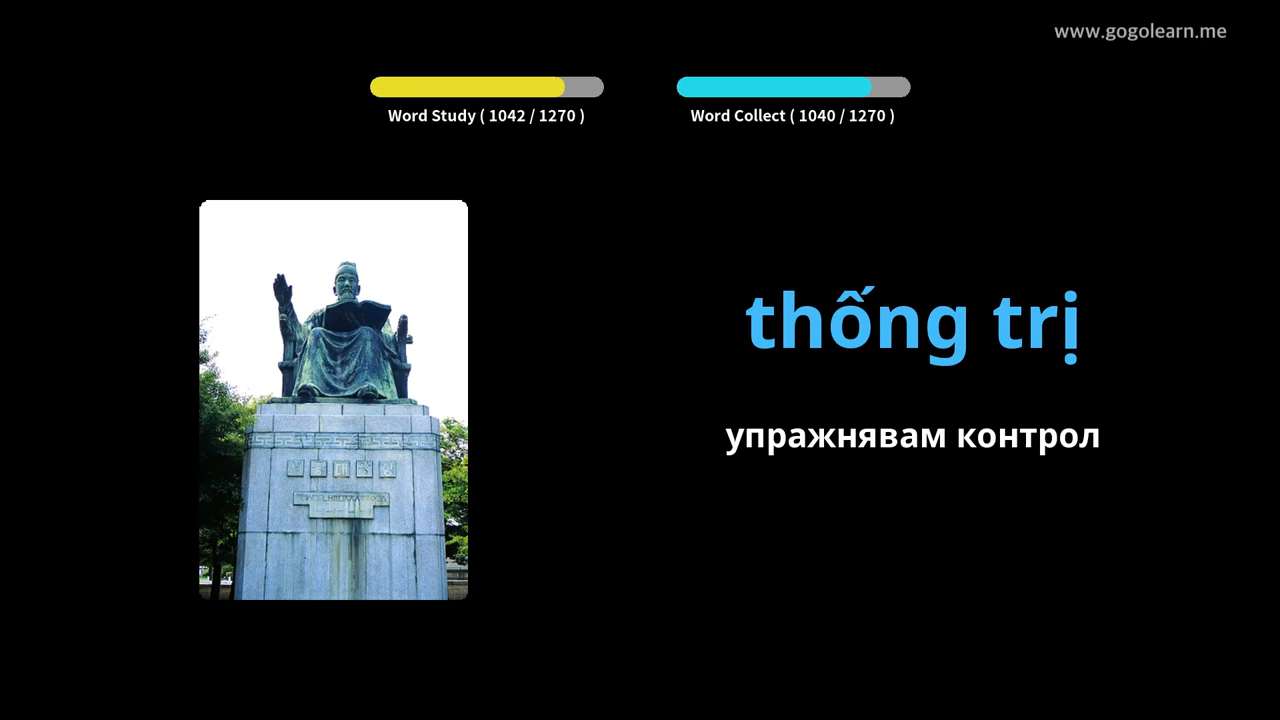 www.gogolearn.me
Word Study ( 1042 / 1270 )
Word Collect ( 1040 / 1270 )
thống trị
упражнявам контрол